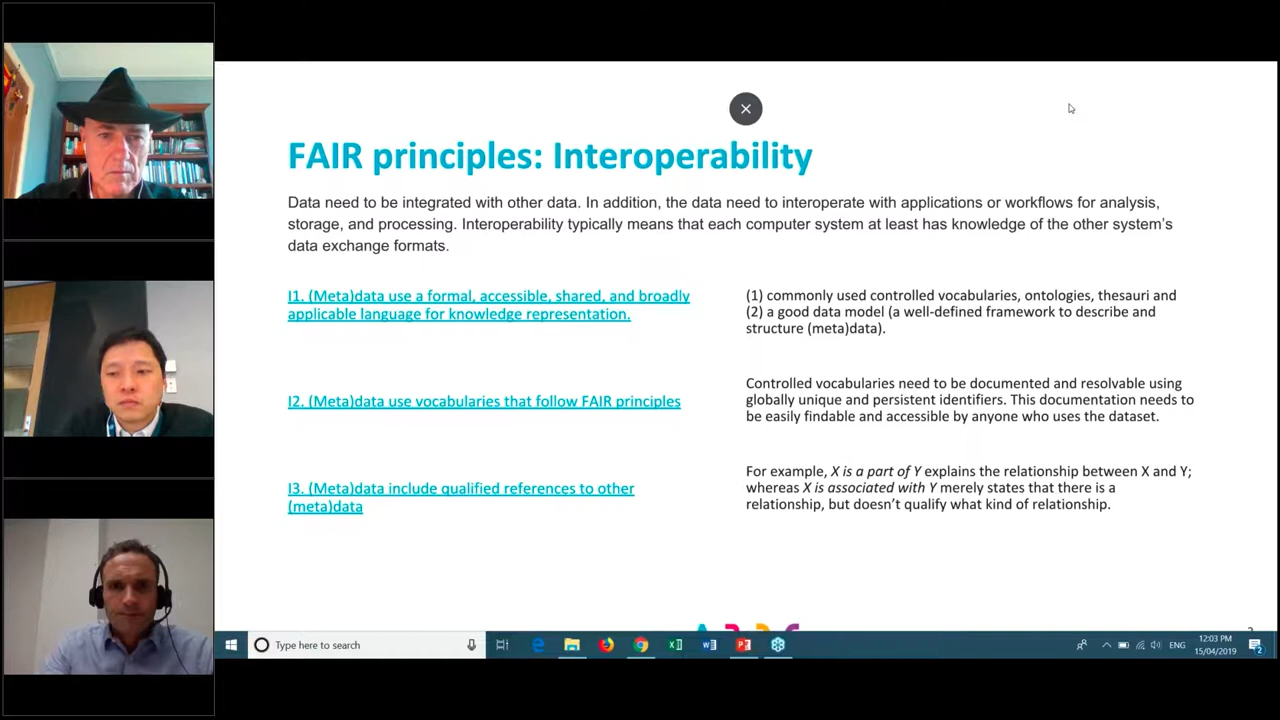 FAIR principles: Interoperability
Data need to be integrated with other data. In addition, the data need to interoperate with applications or workflows for analysis,
storage, and processing. Interoperability typically means that each computer system at least has knowledge of the other system's
data exchange formats.
I1. (Meta)data use a formal, accessible, shared, and broadly
applicable language for knowledge representation.
(1) commonly used controlled vocabularies, ontologies, thesauri and
(2) a good data model (a well-defined framework to describe and
structure (meta)data).
I2. (Meta)data use vocabularies that follow FAIR principles
Controlled vocabularies need to be documented and resolvable using
globally unique and persistent identifiers. This documentation needs to
be easily findable and accessible by anyone who uses the dataset.
I3. (Meta)data include qualified references to other
(meta)data
For example, X is a part of Y explains the relationship between X and Y;
whereas X is associated with Y merely states that there is a
relationship, but doesn't qualify what kind of relationship.
Type here to search
ENG
12:03 PM
15/04/2019
2